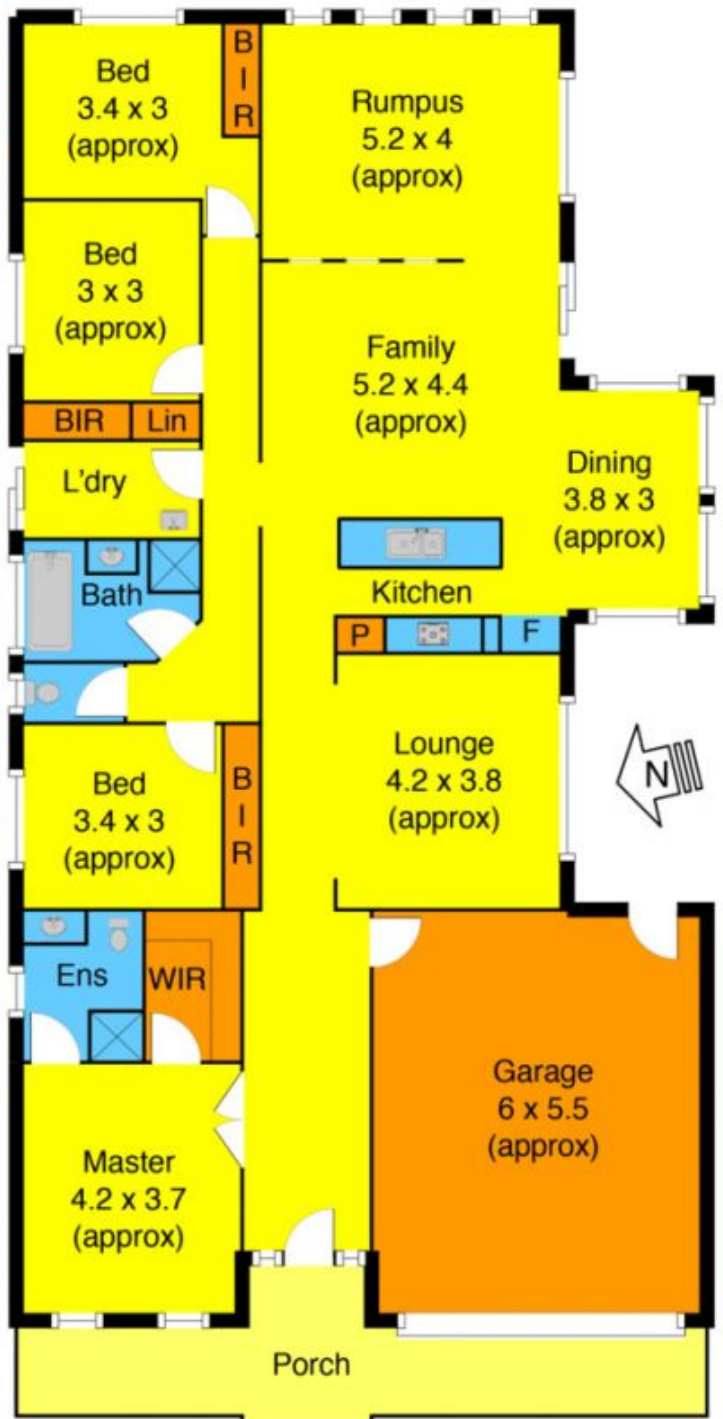 Bed
3.4 x 3
(approx)
B
I
R
Rumpus
5.2 x 4
(approx)
Bed
3 x 3
(approx)
Family
5.2 x 4.4
(approx)
BIR
Lin
L'dry
Dining
3.8 x 3
(approx)
Bath
Kitchen
P
F
Bed
3.4 x 3
(approx)
B
I
R
Lounge
4.2 x 3.8
(approx)
N
Ens
WIR
Garage
6 x 5.5
(approx)
Master
4.2 x 3.7
(approx)
Porch